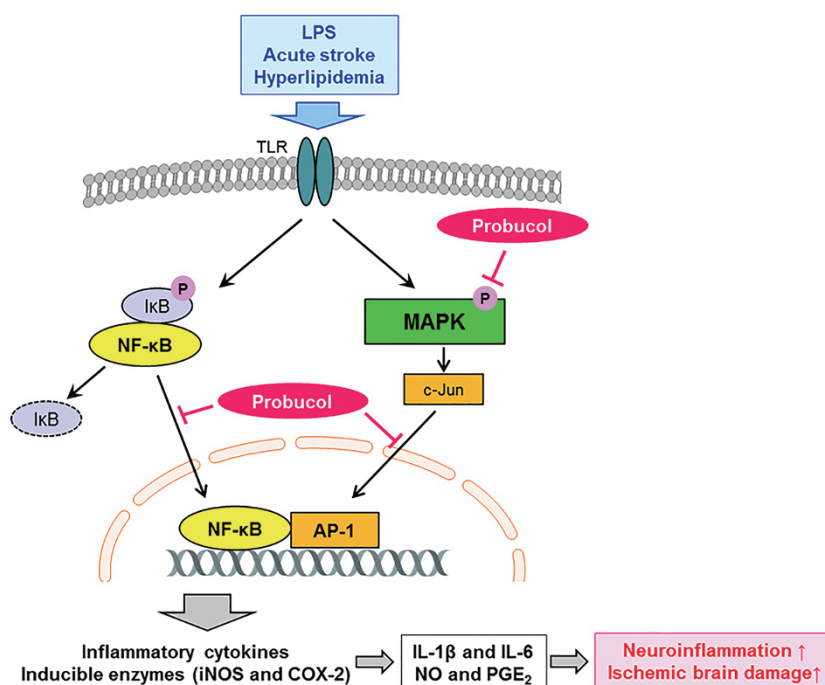 LPS
Acute stroke
Hyperlipidemia
TLR
Probucol
P
IκB
NF-κB
P
MAPK
c-Jun
IκB
Probucol
NF-κB
AP-1
Inflammatory cytokines
Inducible enzymes (iNOS and COX-2)
IL-1β and IL-6
NO and PGE₂
Neuroinflammation ↑
Ischemic brain damage↑